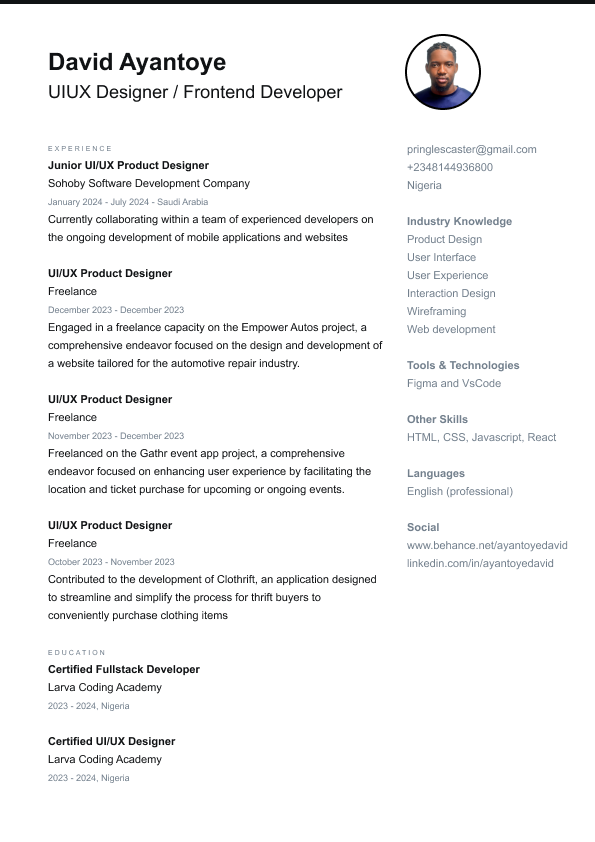 David Ayantoye
UIUX Designer / Frontend Developer
EXPERIENCE
Junior UI/UX Product Designer
Sohoby Software Development Company
January 2024 - July 2024 - Saudi Arabia
Currently collaborating within a team of experienced developers on
the ongoing development of mobile applications and websites
UI/UX Product Designer
Freelance
December 2023 - December 2023
Engaged in a freelance capacity on the Empower Autos project, a
comprehensive endeavor focused on the design and development of
a website tailored for the automotive repair industry.
UI/UX Product Designer
Freelance
November 2023 - December 2023
Freelanced on the Gathr event app project, a comprehensive
endeavor focused on enhancing user experience by facilitating the
location and ticket purchase for upcoming or ongoing events.
UI/UX Product Designer
Freelance
October 2023 - November 2023
Contributed to the development of Clothrift, an application designed
to streamline and simplify the process for thrift buyers to
conveniently purchase clothing items
EDUCATION
Certified Fullstack Developer
Larva Coding Academy
2023 - 2024, Nigeria
Certified UI/UX Designer
Larva Coding Academy
2023 - 2024, Nigeria
pringlescaster@gmail.com
+2348144936800
Nigeria
Industry Knowledge
Product Design
User Interface
User Experience
Interaction Design
Wireframing
Web development
Tools & Technologies
Figma and VsCode
Other Skills
HTML, CSS, Javascript, React
Languages
English (professional)
Social
www.behance.net/ayantoyedavid
linkedin.com/in/ayantoyedavid